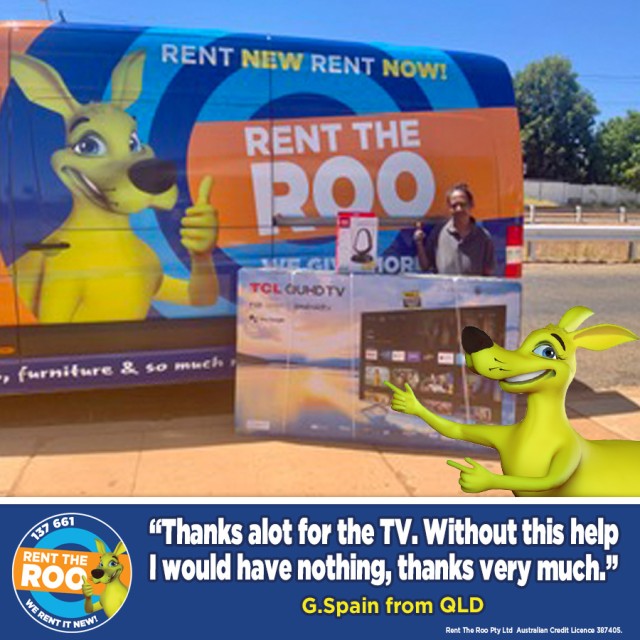 RENT NEW RENT NOW!
RENT THE
ROO
TCL QUHD TV
, furniture & so much
137 661
RENT THE
ROO
WE RENT IT NEW!
“Thanks alot for the TV. Without this help
I would have nothing, thanks very much.”
G.Spain from QLD
Rent The Roo Pty Ltd Australian Credit Licence 387405.